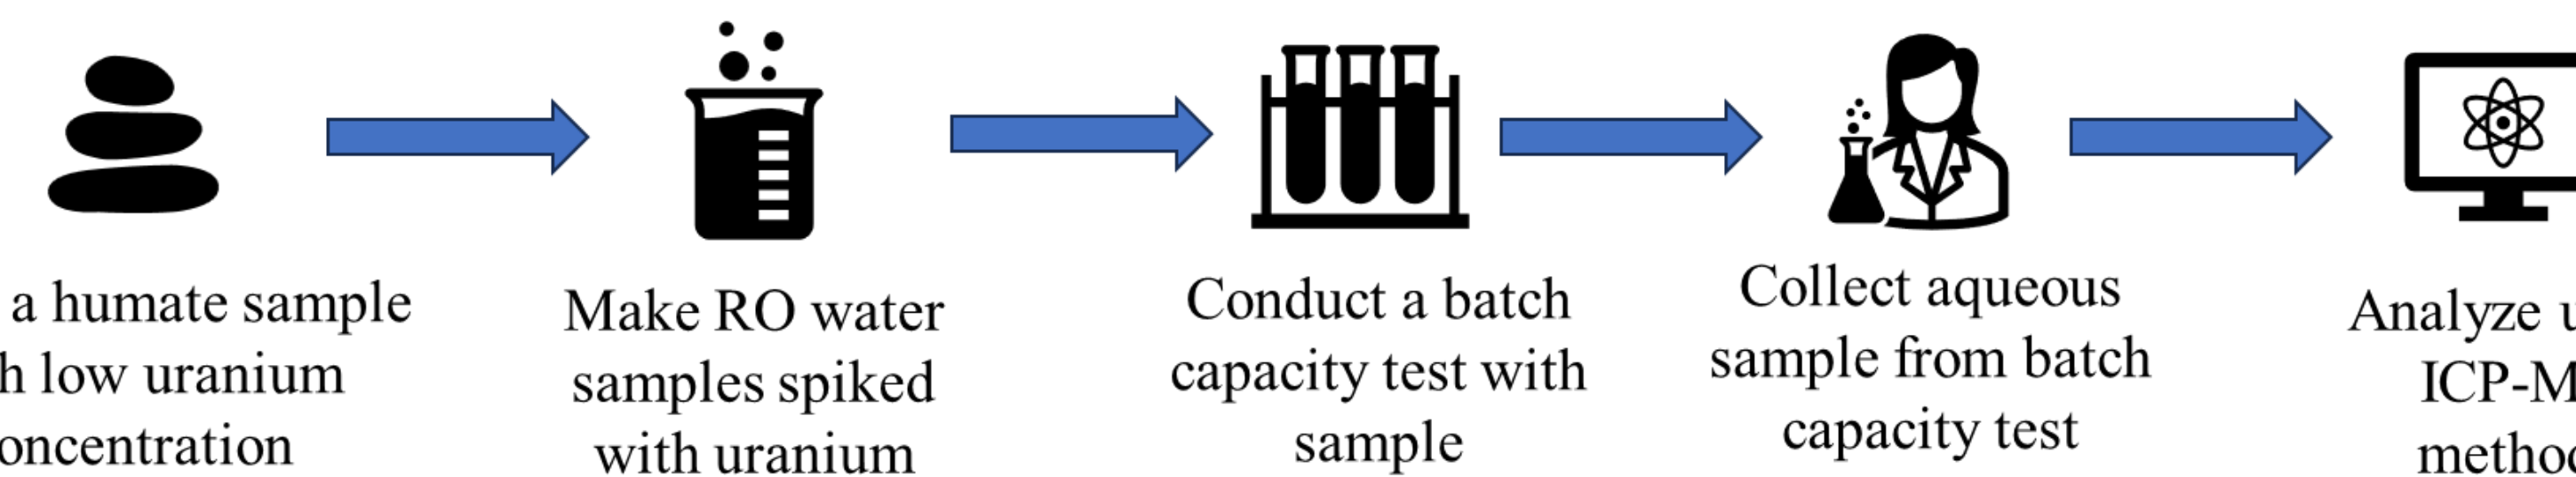 a humate sample
h low uranium
oncentration
Make RO water
samples spiked
with uranium
Conduct a batch
capacity test with
sample
Collect aqueous
sample from batch
capacity test
Analyze u
ICP-M
metho